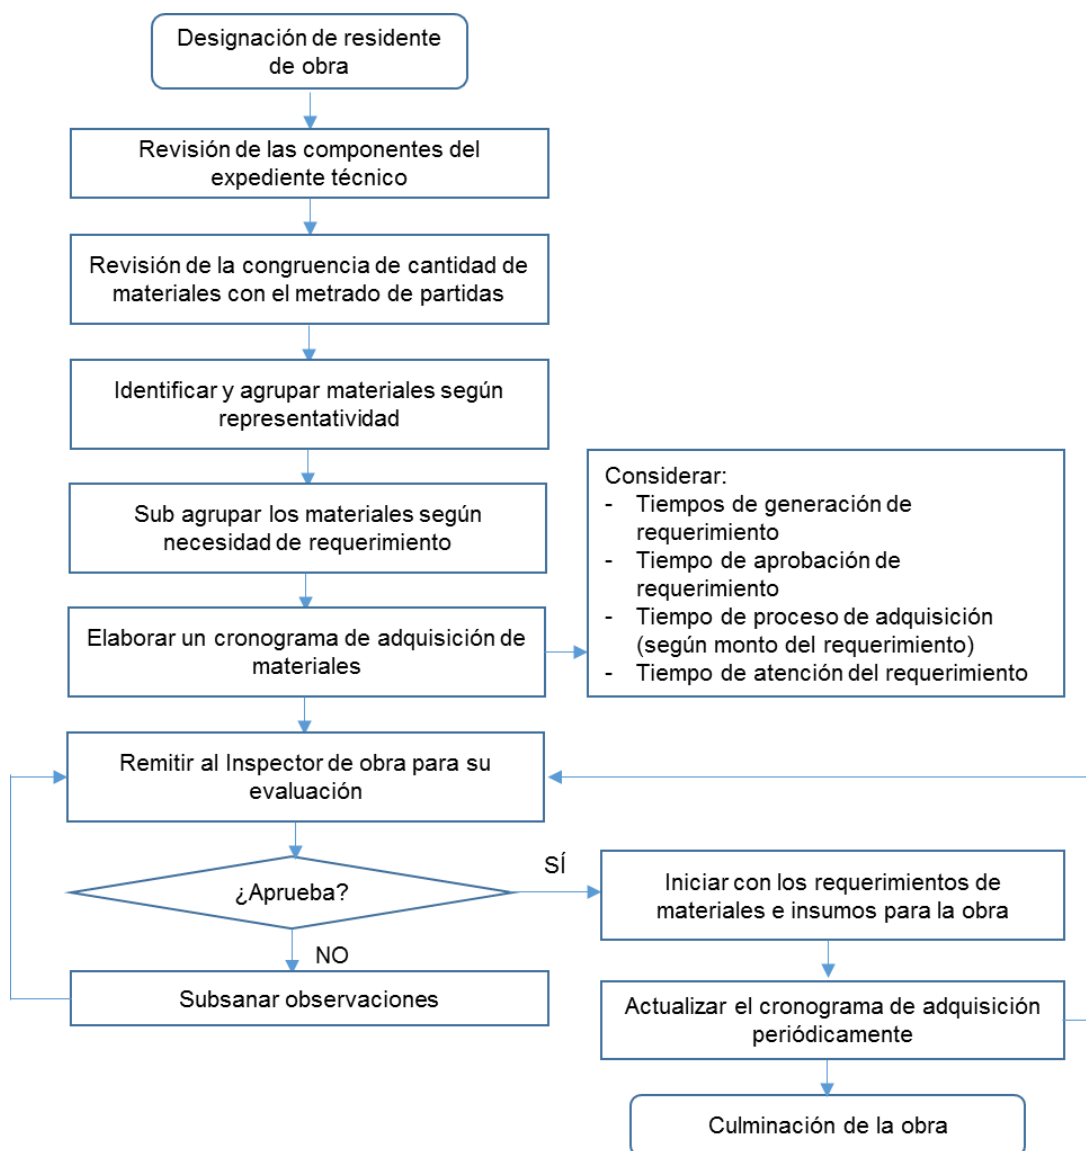 Designación de residente
de obra
Revisión de las componentes del
expediente técnico
Revisión de la congruencia de cantidad de
materiales con el metrado de partidas
Identificar y agrupar materiales según
representatividad
Sub agrupar los materiales según
necesidad de requerimiento
Elaborar un cronograma de adquisición de
materiales
Considerar:
- Tiempos de generación de
requerimiento
- Tiempo de aprobación de
requerimiento
- Tiempo de proceso de adquisición
(según monto del requerimiento)
- Tiempo de atención del requerimiento
Remitir al Inspector de obra para su
evaluación
¿Aprueba?
SÍ
NO
Subsanar observaciones
Iniciar con los requerimientos de
materiales e insumos para la obra
Actualizar el cronograma de adquisición
periódicamente
Culminación de la obra